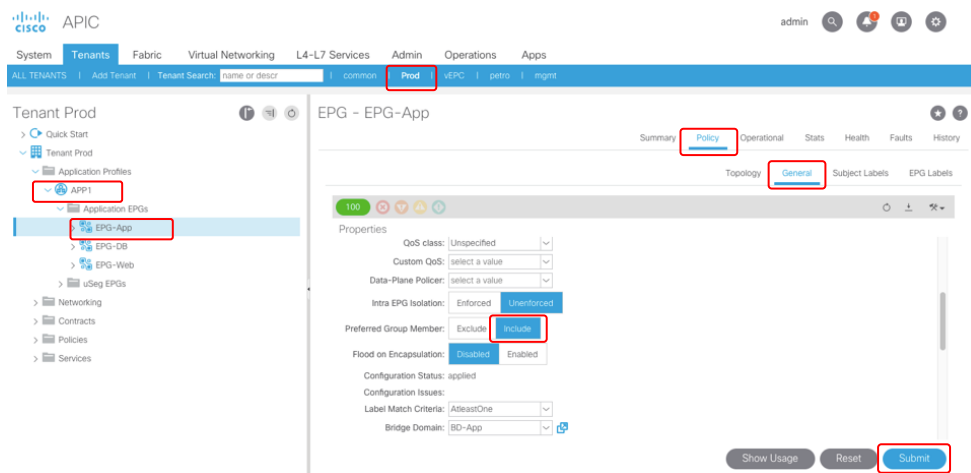 CISCO APIC admin
System Tenants Fabric Virtual Networking L4-L7 Services Admin Operations Apps
ALL TENANTS | Add Tenant | Tenant Search: name or descr | common | Prod | vEPC | petro | mgmt
Tenant Prod
Quick Start
Tenant Prod
Application Profiles
APP1
Application EPGs
EPG-App
EPG-DB
EPG-Web
uSeg EPGs
Networking
Contracts
Policies
Services
EPG - EPG-App
Summary Policy Operational Stats Health Faults History
Topology General Subject Labels EPG Labels
100
Properties
QoS class: Unspecified
Custom QoS: select a value
Data-Plane Policer: select a value
Intra EPG Isolation: Enforced Unenforced
Preferred Group Member: Exclude Include
Flood on Encapsulation: Disabled Enabled
Configuration Status: applied
Configuration Issues:
Label Match Criteria: AtleastOne
Bridge Domain: BD-App
Show Usage Reset Submit